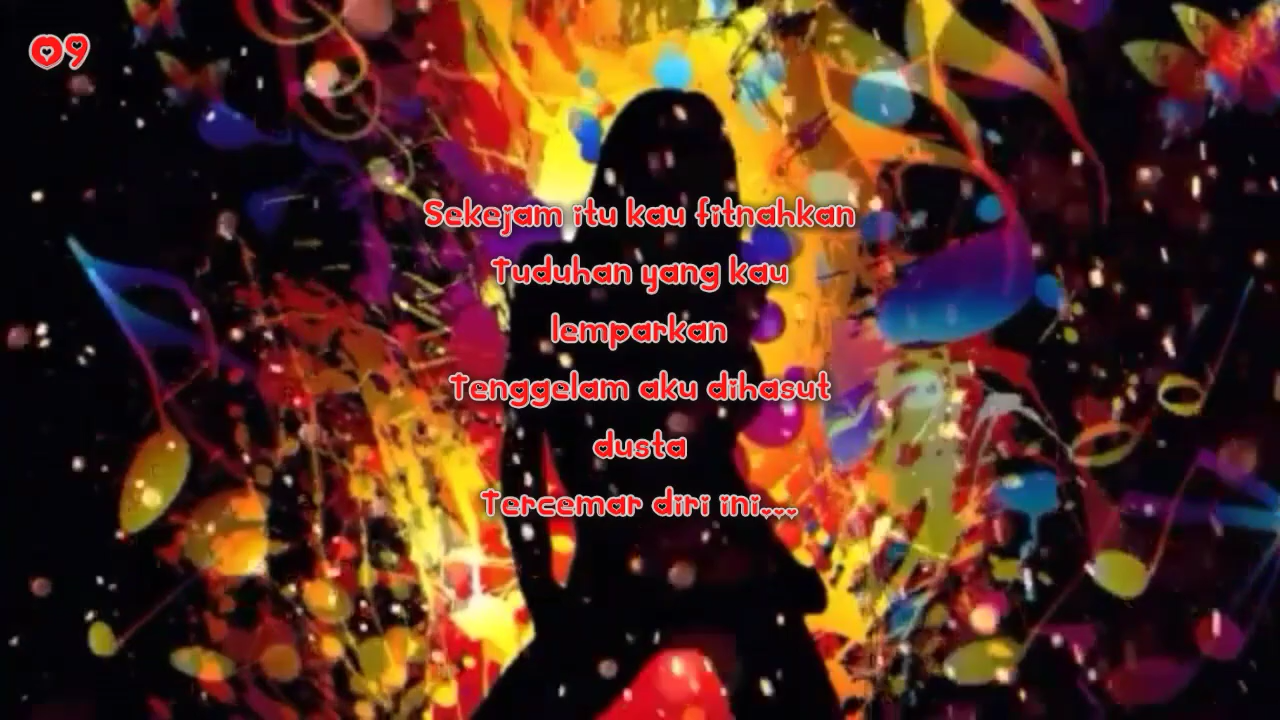 09
Sekejam itu kau fitnahkan
Tuduhan yang kau
lemparkan
Tenggelam aku dihasut
dusta
Tercemar diri ini...